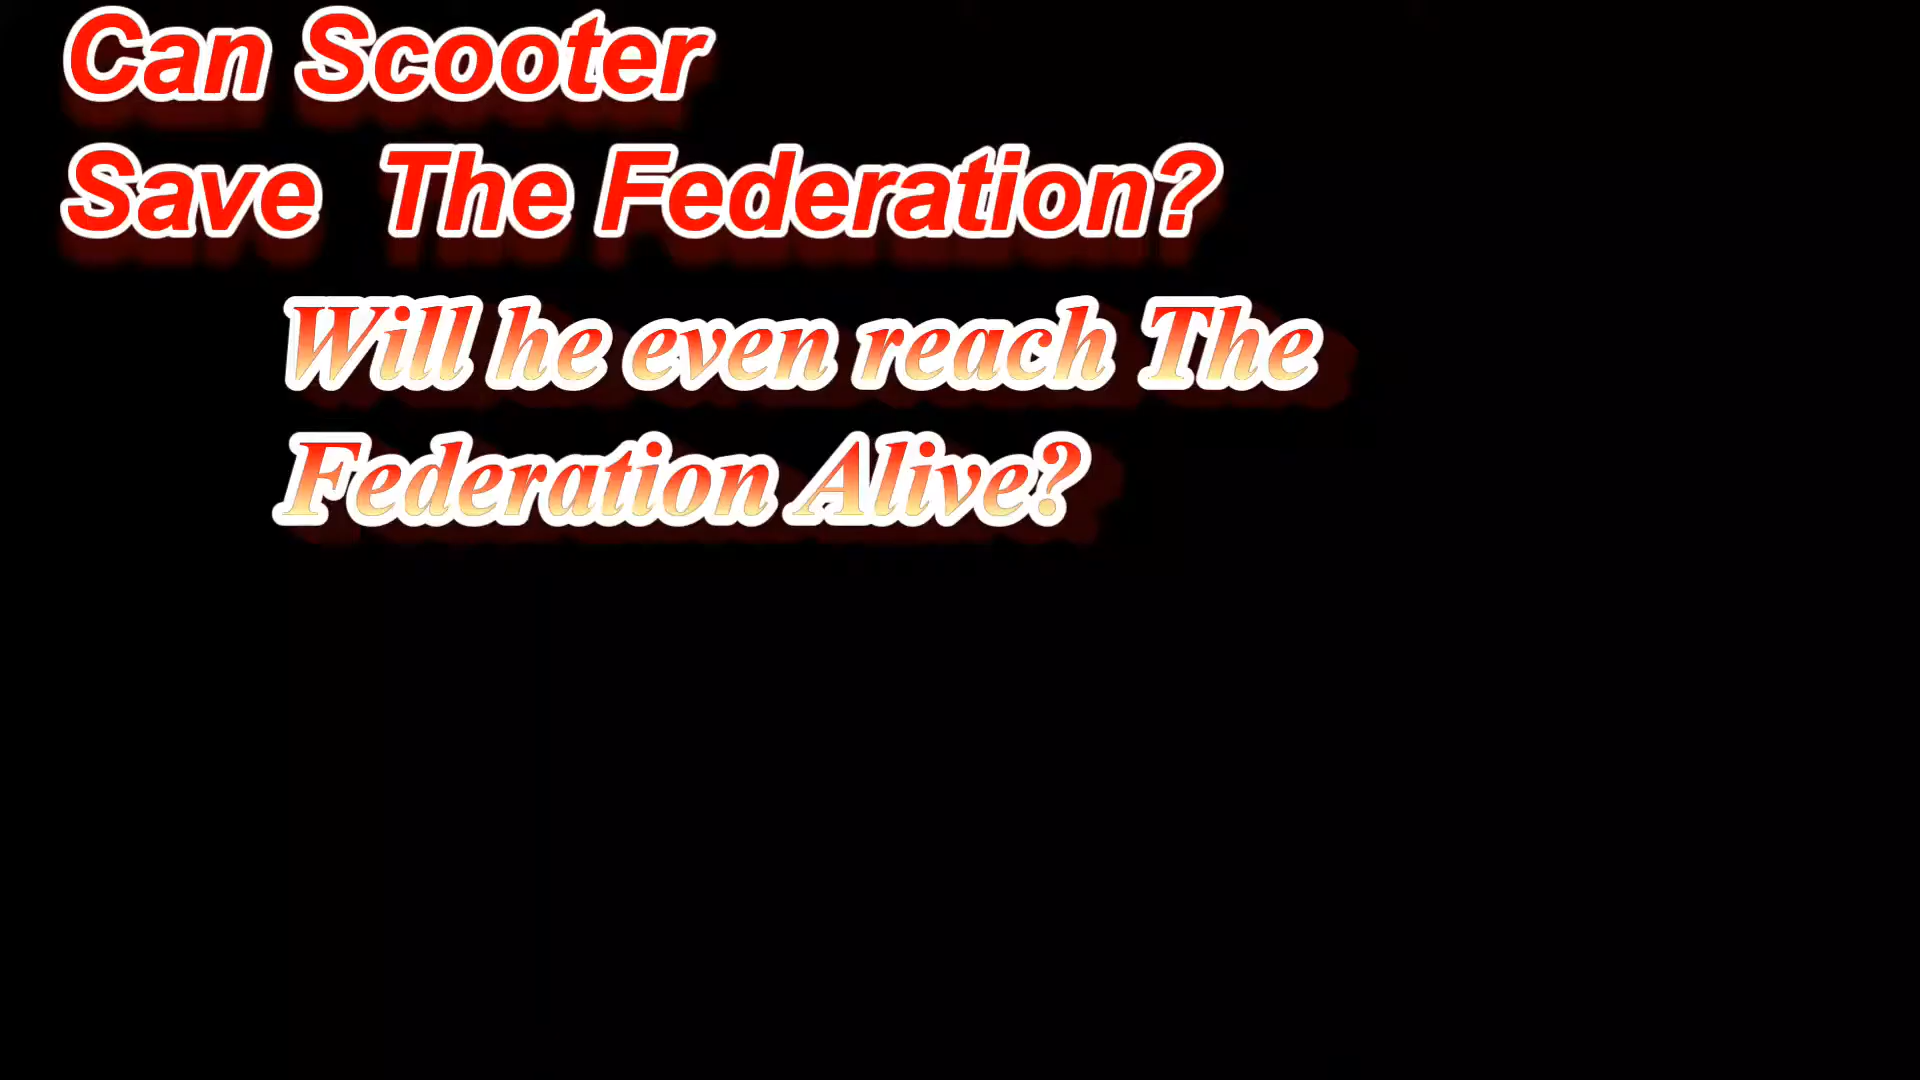 Can Scooter
Save The Federation?
Will he even reach The
Federation Alive?